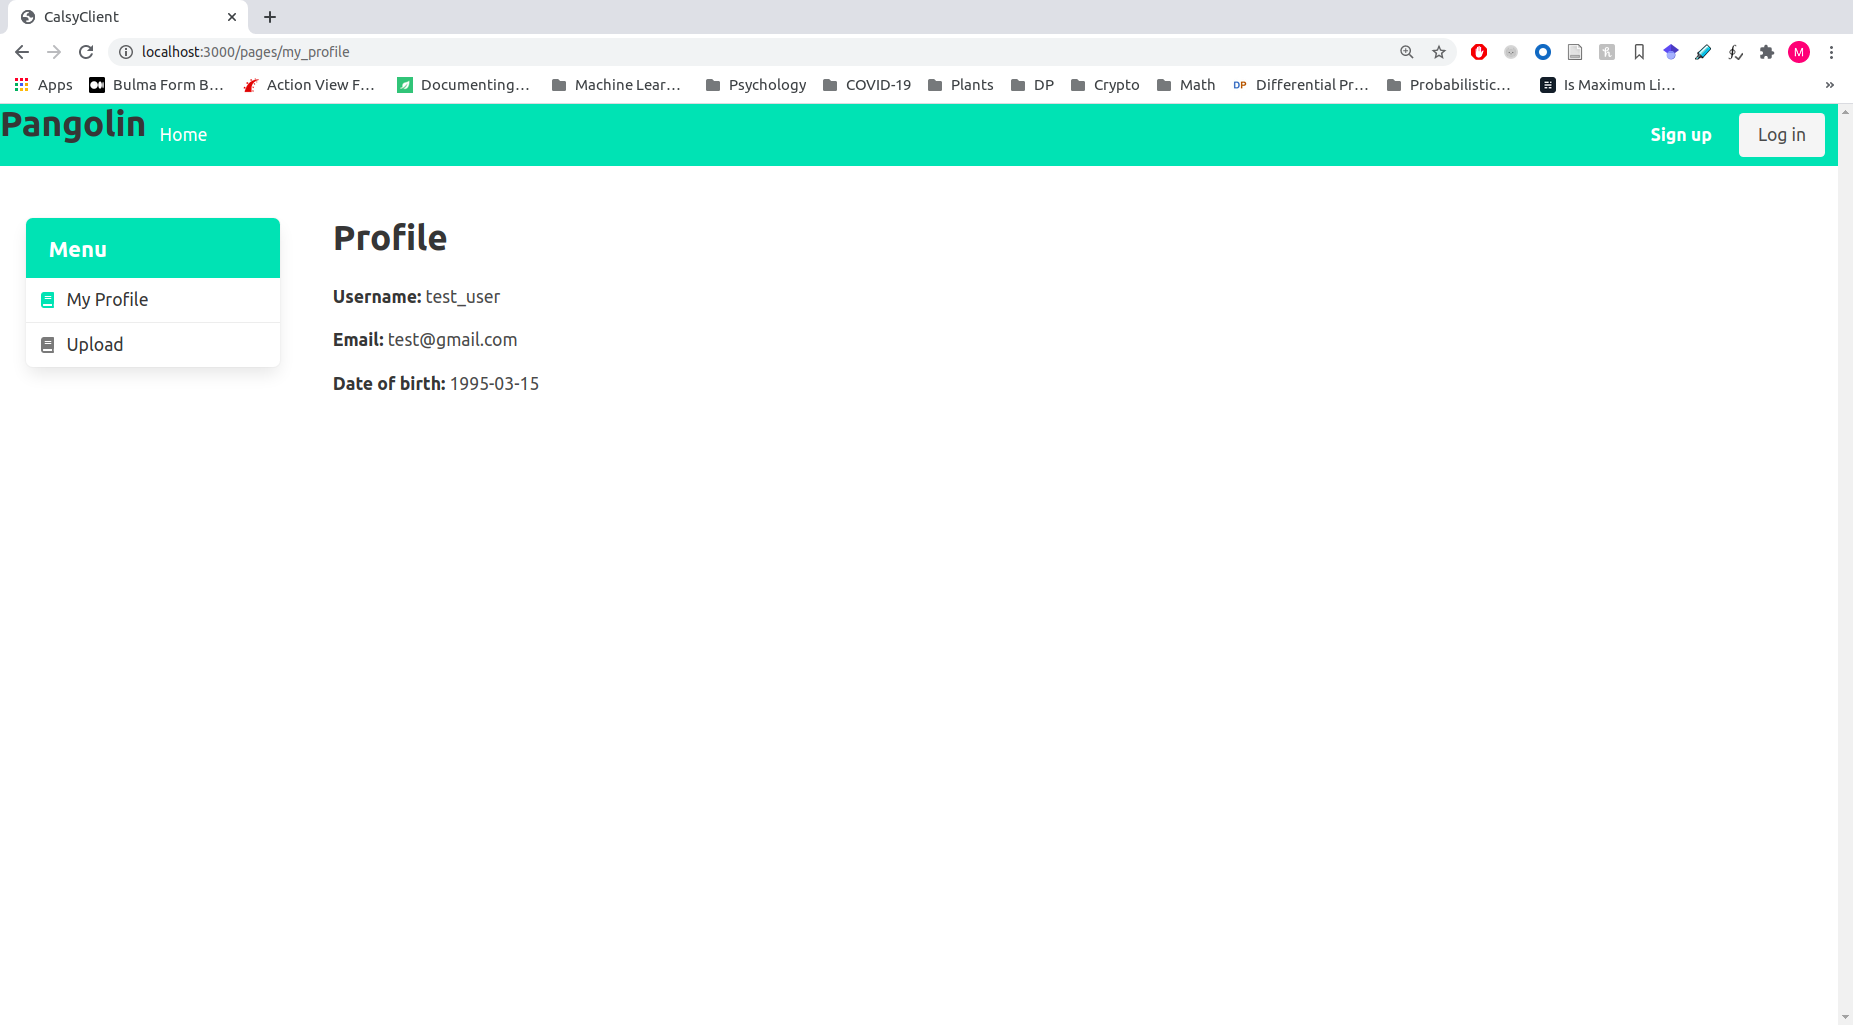 CalsyClient
localhost:3000/pages/my_profile
M
Apps Bulma Form B... Action View F... Documenting... Machine Lear... Psychology COVID-19 Plants DP Crypto Math DP Differential Pr... Probabilistic... Is Maximum Li... »
Pangolin Home Sign up Log in
Menu
My Profile
Upload
Profile
Username: test_user
Email: test@gmail.com
Date of birth: 1995-03-15